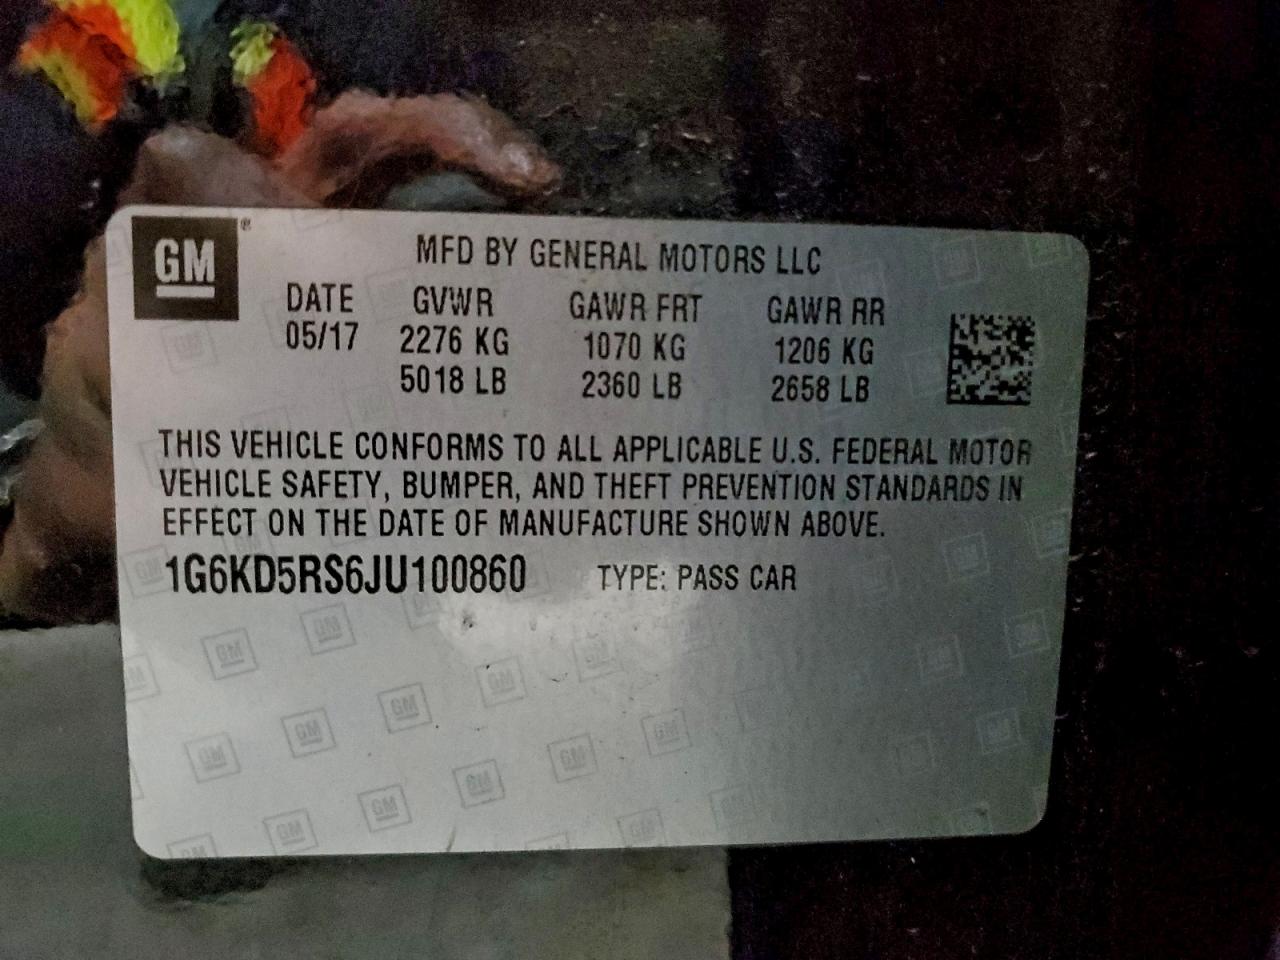 GM®
MFD BY GENERAL MOTORS LLC
DATE GVWR GAWR FRT GAWR RR
05/17 2276 KG 1070 KG 1206 KG
5018 LB 2360 LB 2658 LB
THIS VEHICLE CONFORMS TO ALL APPLICABLE U.S. FEDERAL MOTOR
VEHICLE SAFETY, BUMPER, AND THEFT PREVENTION STANDARDS IN
EFFECT ON THE DATE OF MANUFACTURE SHOWN ABOVE.
1G6KD5RS6JU100860 TYPE: PASS CAR